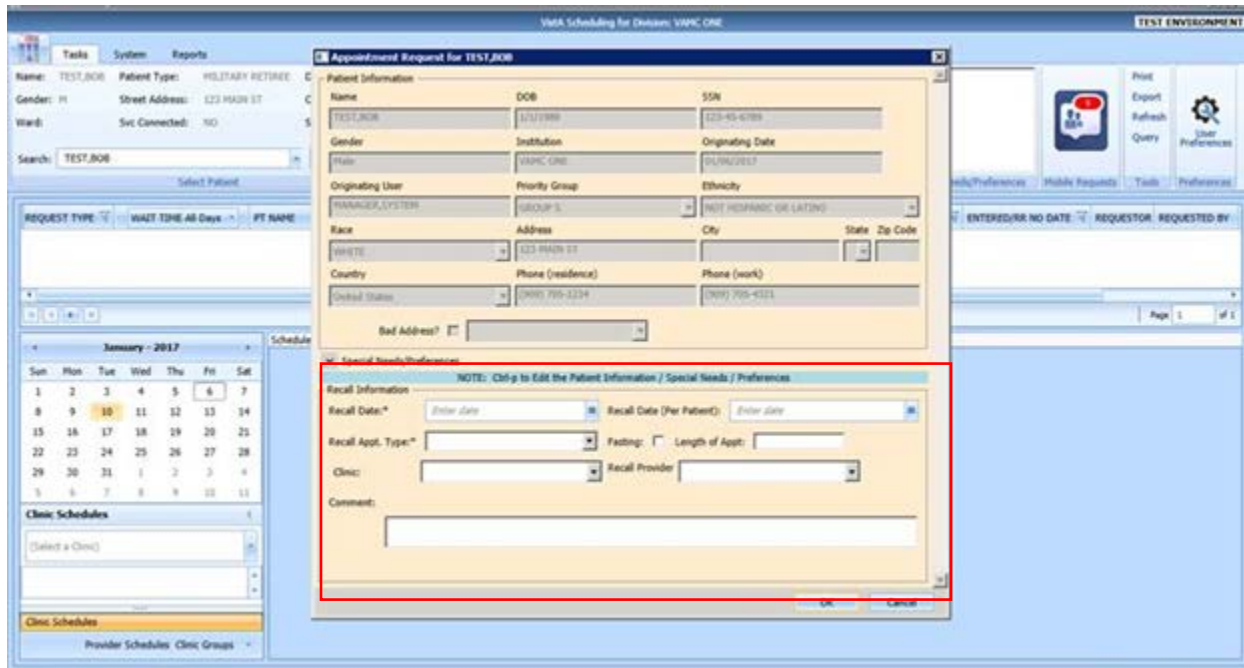 VistA Scheduling for Division: VAMC ONE
TEST ENVIRONMENT
Tasks System Reports
Name: TEST,BOB Patient Type: MILITARY RETIREE
Gender: M Street Address: 123 MAIN ST
Ward: Svc Connected: NO
Search: TEST,BOB
Select Patient
Print
Export
Refresh
Query
User Preferences
Needs/Preferences Mobile Requests Tools Preferences
REQUEST TYPE WAIT TIME-All Days PT NAME
ENTERED/RR NO DATE REQUESTOR REQUESTED BY
Page 1 of 1
January - 2017
Sun Mon Tue Wed Thu Fri Sat
1 2 3 4 5 6 7
8 9 10 11 12 13 14
15 16 17 18 19 20 21
22 23 24 25 26 27 28
29 30 31 1 2 3 4
5 6 7 8 9 10 11
Clinic Schedules
(Select a Clinic)
Clinic Schedules
Provider Schedules Clinic Groups
Schedule
Appointment Request for TEST,BOB
Patient Information
Name DOB SSN
TEST,BOB 1/1/1980 123-45-6789
Gender Institution Originating Date
Male VAMC ONE 01/06/2017
Originating User Priority Group Ethnicity
MANAGER,SYSTEM GROUP 5 NOT HISPANIC OR LATINO
Race Address City State Zip Code
WHITE 123 MAIN ST
Country Phone (residence) Phone (work)
United States (909) 705-1234 (909) 705-4321
Bad Address?
Special Needs/Preferences
NOTE: Ctrl-p to Edit the Patient Information / Special Needs / Preferences
Recall Information
Recall Date:* Enter date Recall Date (Per Patient): Enter date
Recall Appt. Type:* Fasting: Length of Appt:
Clinic: Recall Provider
Comment:
OK Cancel